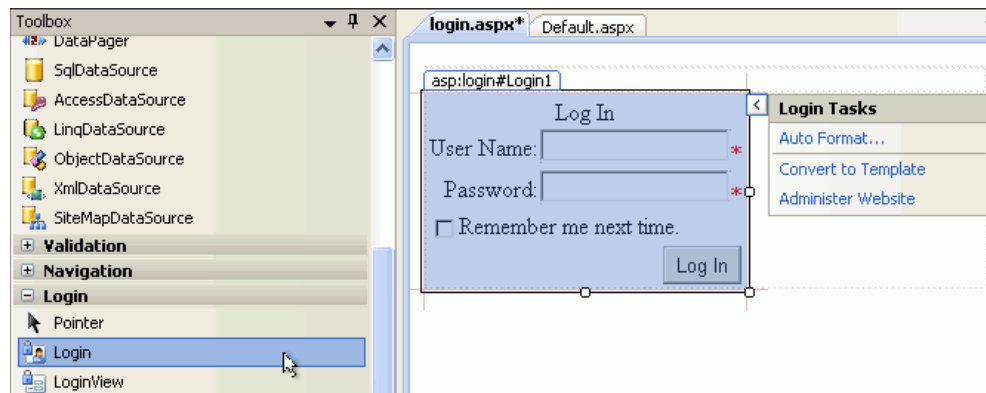 Toolbox
DataPager
SqlDataSource
AccessDataSource
LinqDataSource
ObjectDataSource
XmlDataSource
SiteMapDataSource
Validation
Navigation
Login
Pointer
Login
LoginView
login.aspx* Default.aspx
asp:login#Login1
Log In
User Name: *
Password: *
Remember me next time.
Log In
Login Tasks
Auto Format...
Convert to Template
Administer Website